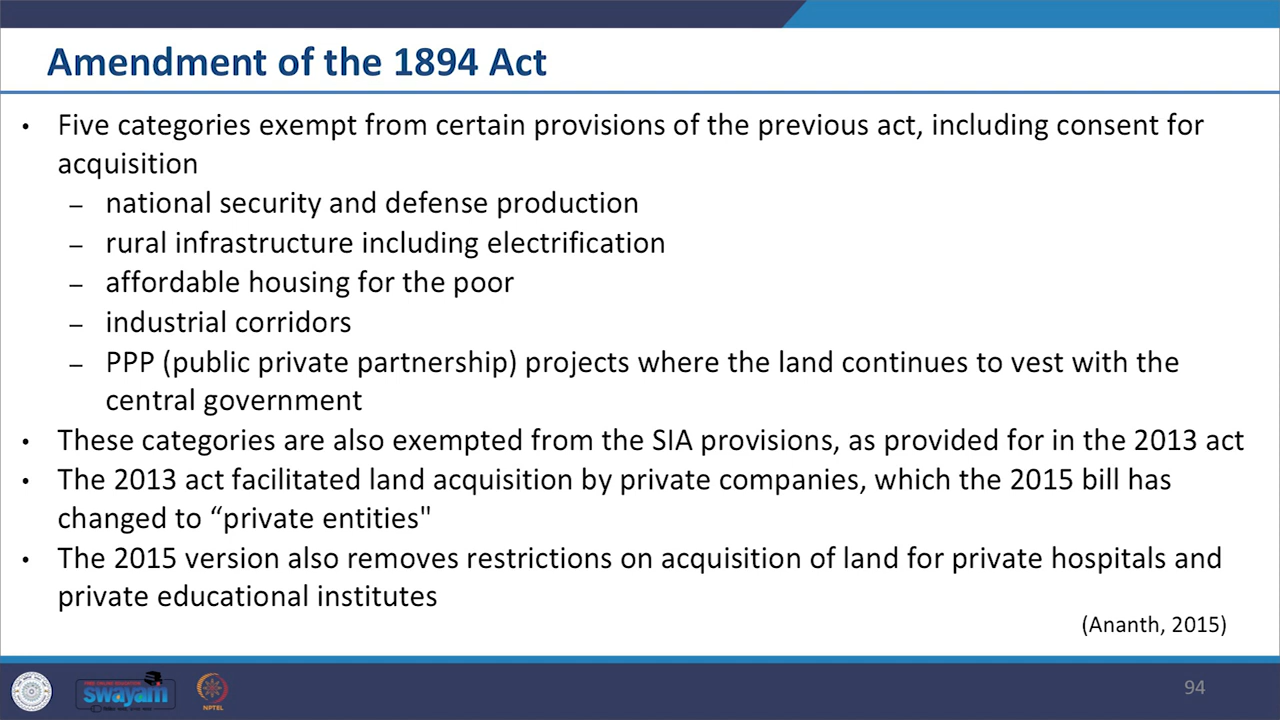 Amendment of the 1894 Act
• Five categories exempt from certain provisions of the previous act, including consent for
acquisition
– national security and defense production
– rural infrastructure including electrification
– affordable housing for the poor
– industrial corridors
– PPP (public private partnership) projects where the land continues to vest with the
central government
• These categories are also exempted from the SIA provisions, as provided for in the 2013 act
• The 2013 act facilitated land acquisition by private companies, which the 2015 bill has
changed to “private entities"
• The 2015 version also removes restrictions on acquisition of land for private hospitals and
private educational institutes
(Ananth, 2015)
swayam
NPTEL
94